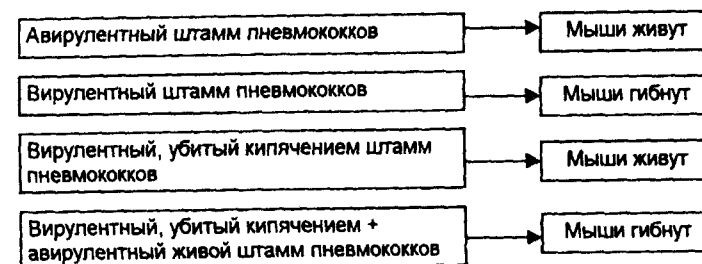 Авирулентный штамм пневмококков
Мыши живут
Вирулентный штамм пневмококков
Мыши гибнут
Вирулентный, убитый кипячением штамм
пневмококков
Мыши живут
Вирулентный, убитый кипячением +
авирулентный живой штамм пневмококков
Мыши гибнут